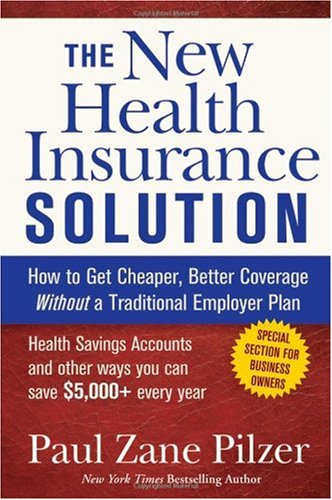 THE New
Health
Insurance
SOLUTION
How to Get Cheaper, Better Coverage
Without a Traditional Employer Plan
Health Savings Accounts
and other ways you can
save $5,000+ every year
SPECIAL
SECTION FOR
BUSINESS
OWNERS
Paul Zane Pilzer
New York Times Bestselling Author